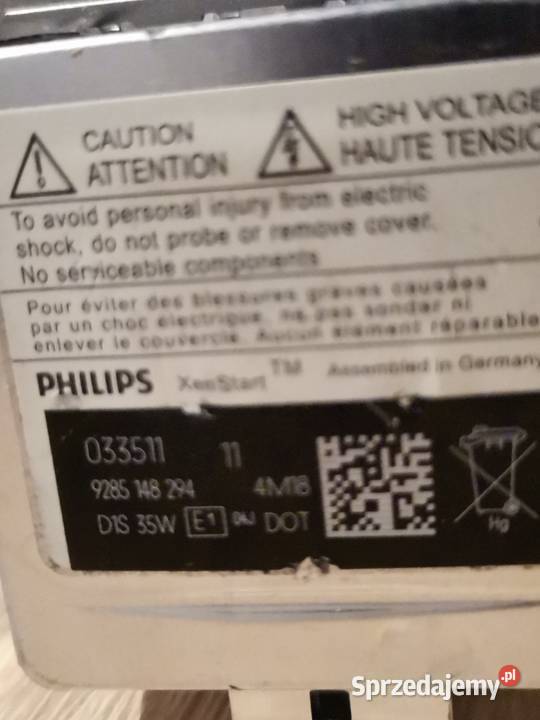 CAUTION
ATTENTION
HIGH VOLTAGE
HAUTE TENSIO
To avoid personal injury from electric
shock, do not probe or remove cover.
No serviceable components
Pour éviter des blessures graves causées
par un choc électrique, ne pas sonder ni
enlever le couvercle. Aucun élément réparable
PHILIPS XenStart™ Assembled in Germany
033511 11
9285 148 294 4M18
D1S 35W E1 DOT
Hg
Sprzedajemy.pl